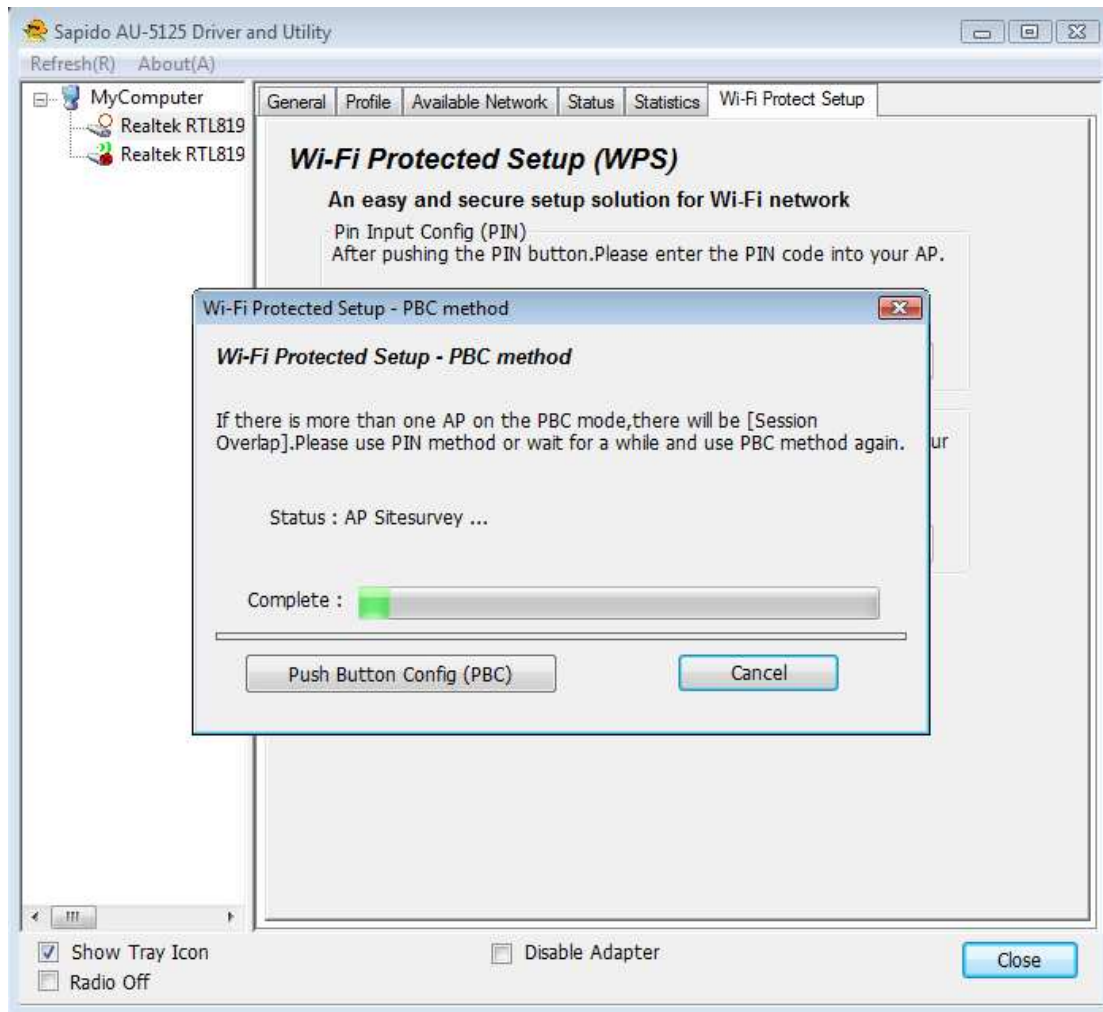 Sapido AU-5125 Driver and Utility
Refresh(R) About(A)
MyComputer
Realtek RTL819
Realtek RTL819
General Profile Available Network Status Statistics Wi-Fi Protect Setup
Wi-Fi Protected Setup (WPS)
An easy and secure setup solution for Wi-Fi network
Pin Input Config (PIN)
After pushing the PIN button.Please enter the PIN code into your AP.
Wi-Fi Protected Setup - PBC method
Wi-Fi Protected Setup - PBC method
If there is more than one AP on the PBC mode,there will be [Session
Overlap].Please use PIN method or wait for a while and use PBC method again.
ur
Status : AP Sitesurvey ...
Complete :
Push Button Config (PBC) Cancel
Show Tray Icon
Radio Off
Disable Adapter
Close